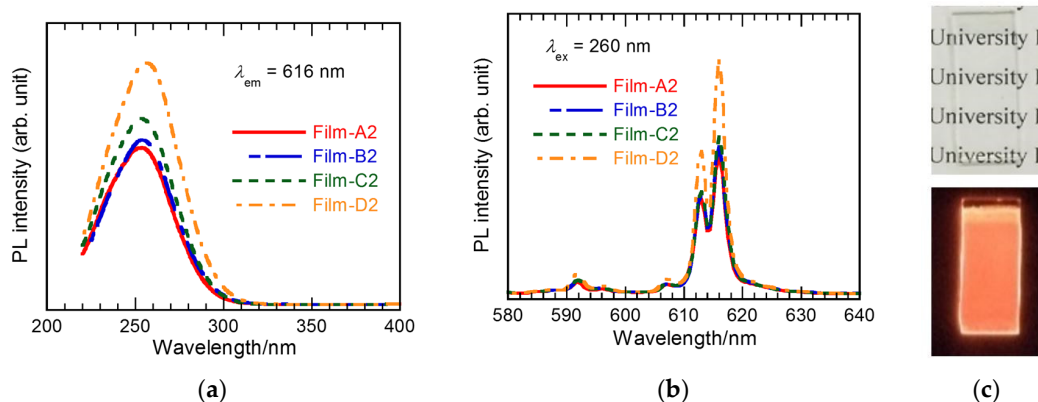 PL intensity (arb. unit)
λem = 616 nm
Film-A2
Film-B2
Film-C2
Film-D2
200 250 300 350 400
Wavelength/nm
(a)
PL intensity (arb. unit)
λex = 260 nm
Film-A2
Film-B2
Film-C2
Film-D2
580 590 600 610 620 630 640
Wavelength/nm
(b)
University
University
University
University
(c)